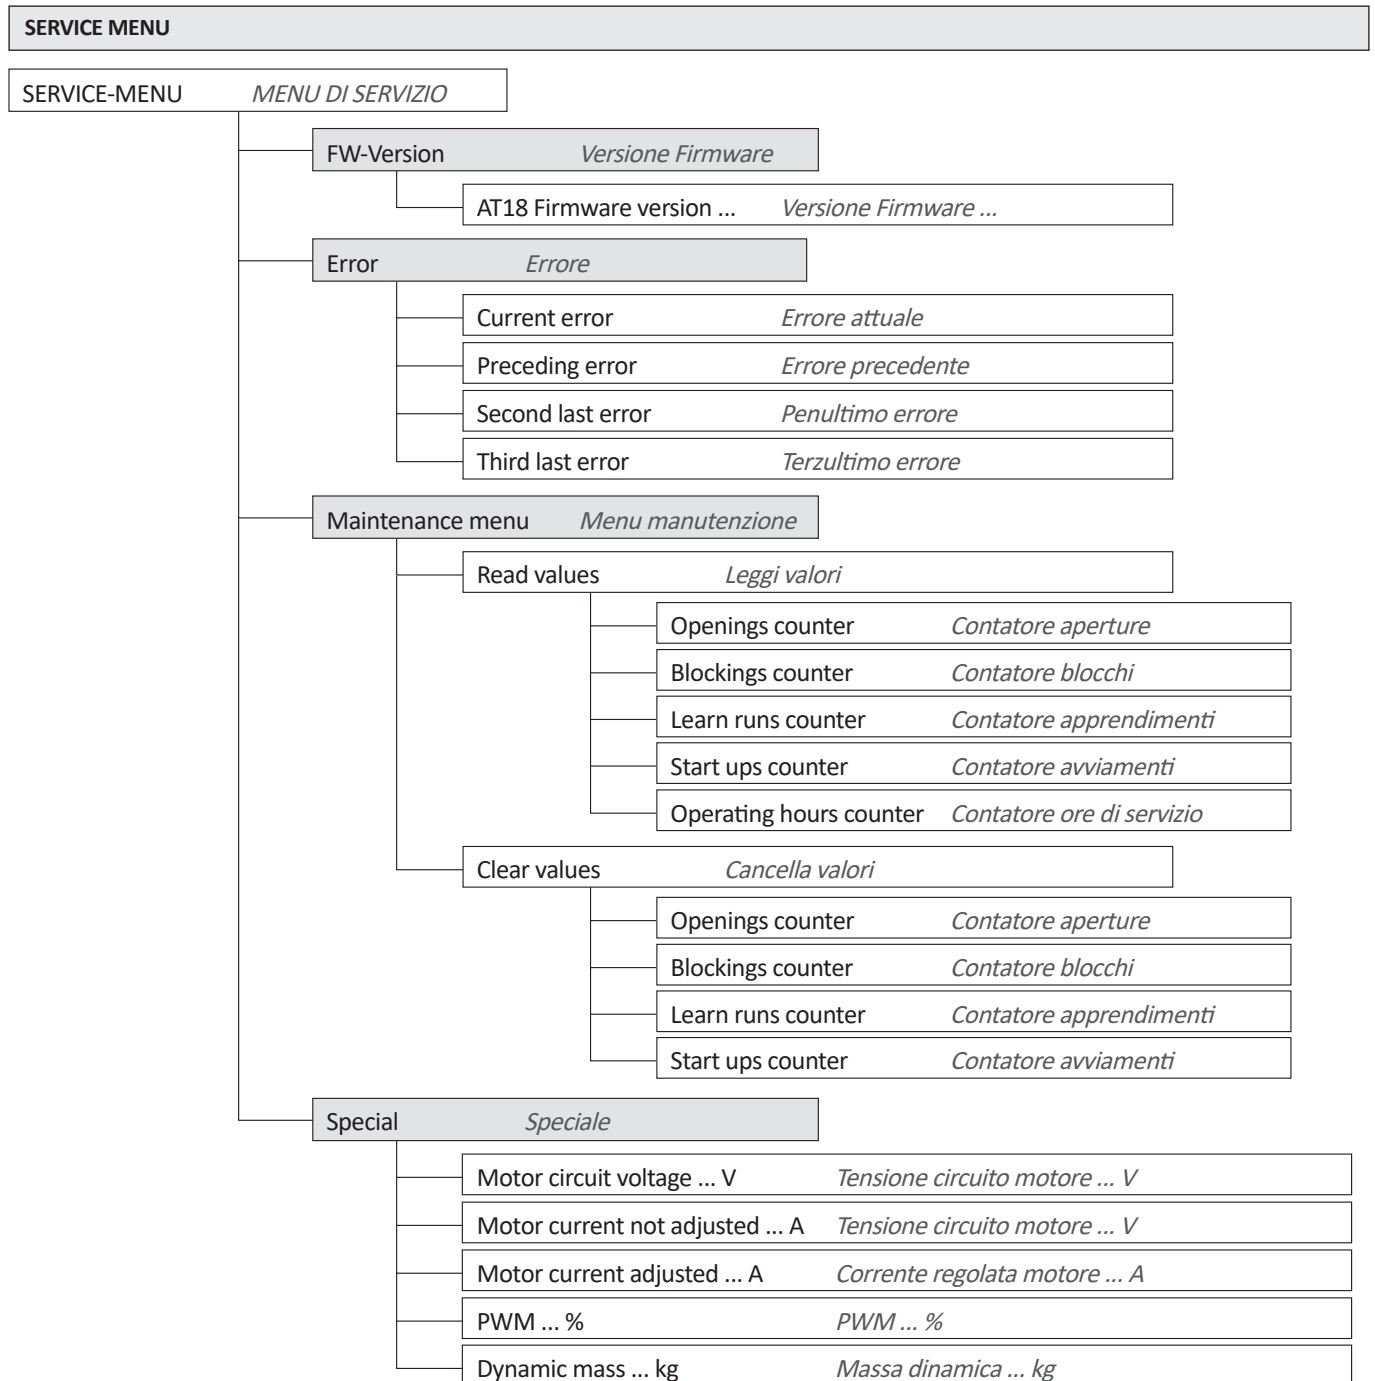 SERVICE MENU
SERVICE-MENU MENU DI SERVIZIO
FW-Version Versione Firmware
AT18 Firmware version ... Versione Firmware ...
Error Errore
Current error Errore attuale
Preceding error Errore precedente
Second last error Penultimo errore
Third last error Terzultimo errore
Maintenance menu Menu manutenzione
Read values Leggi valori
Openings counter Contatore aperture
Blockings counter Contatore blocchi
Learn runs counter Contatore apprendimenti
Start ups counter Contatore avviamenti
Operating hours counter Contatore ore di servizio
Clear values Cancella valori
Openings counter Contatore aperture
Blockings counter Contatore blocchi
Learn runs counter Contatore apprendimenti
Start ups counter Contatore avviamenti
Special Speciale
Motor circuit voltage ... V Tensione circuito motore ... V
Motor current not adjusted ... A Tensione circuito motore ... V
Motor current adjusted ... A Corrente regolata motore ... A
PWM ... % PWM ... %
Dynamic mass ... kg Massa dinamica ... kg